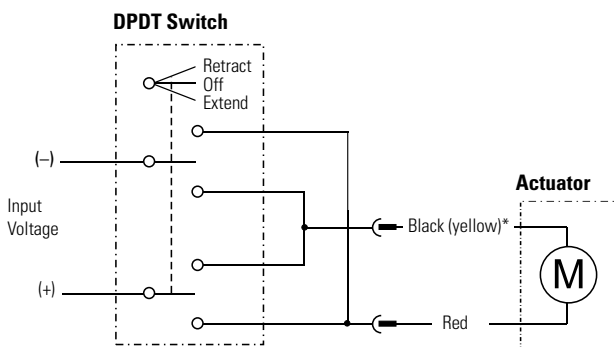 DPDT Switch
Retract
Off
Extend
(–)
Input
Voltage
(+)
Black (yellow)*
Red
Actuator
M